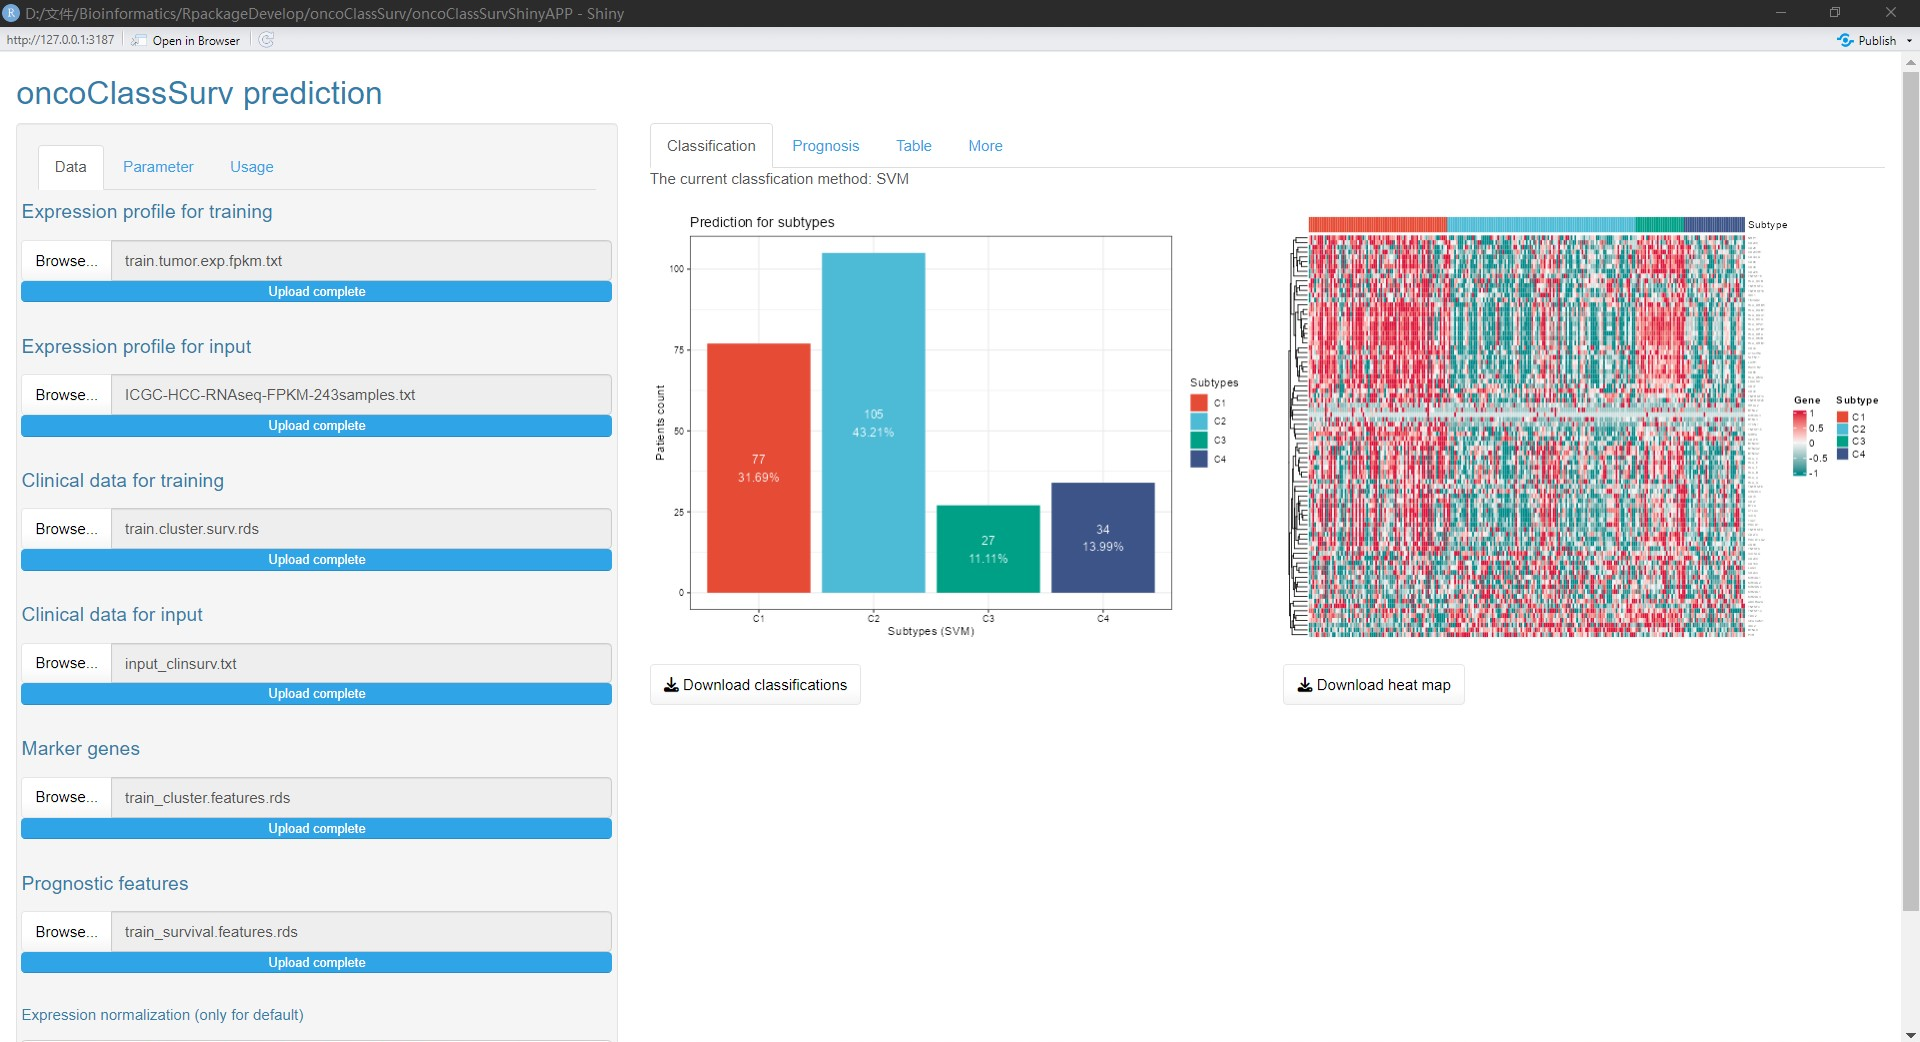 D:/文件/Bioinformatics/RpackageDevelop/oncoClassSurv/oncoClassSurvShinyAPP - Shiny
http://127.0.0.1:3187 Open in Browser Publish
oncoClassSurv prediction
Data Parameter Usage
Expression profile for training
Browse... train.tumor.exp.fpkm.txt
Upload complete
Expression profile for input
Browse... ICGC-HCC-RNAseq-FPKM-243samples.txt
Upload complete
Clinical data for training
Browse... train.cluster.surv.rds
Upload complete
Clinical data for input
Browse... input_clinsurv.txt
Upload complete
Marker genes
Browse... train_cluster.features.rds
Upload complete
Prognostic features
Browse... train_survival.features.rds
Upload complete
Expression normalization (only for default)
Classification Prognosis Table More
The current classfication method: SVM
Prediction for subtypes
Patients count
100
75
50
25
0
77
31.69%
105
43.21%
27
11.11%
34
13.99%
C1 C2 C3 C4
Subtypes (SVM)
Subtypes
C1
C2
C3
C4
Download classifications
Subtype
Gene
1
0.5
0
-0.5
-1
Subtype
C1
C2
C3
C4
Download heat map